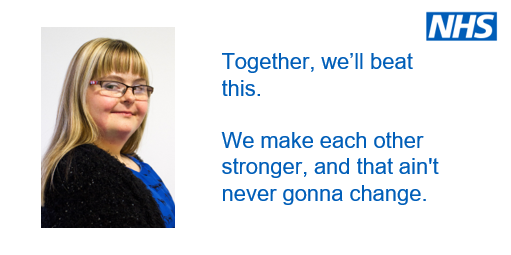 NHS
Together, we’ll beat
this.
We make each other
stronger, and that ain't
never gonna change.